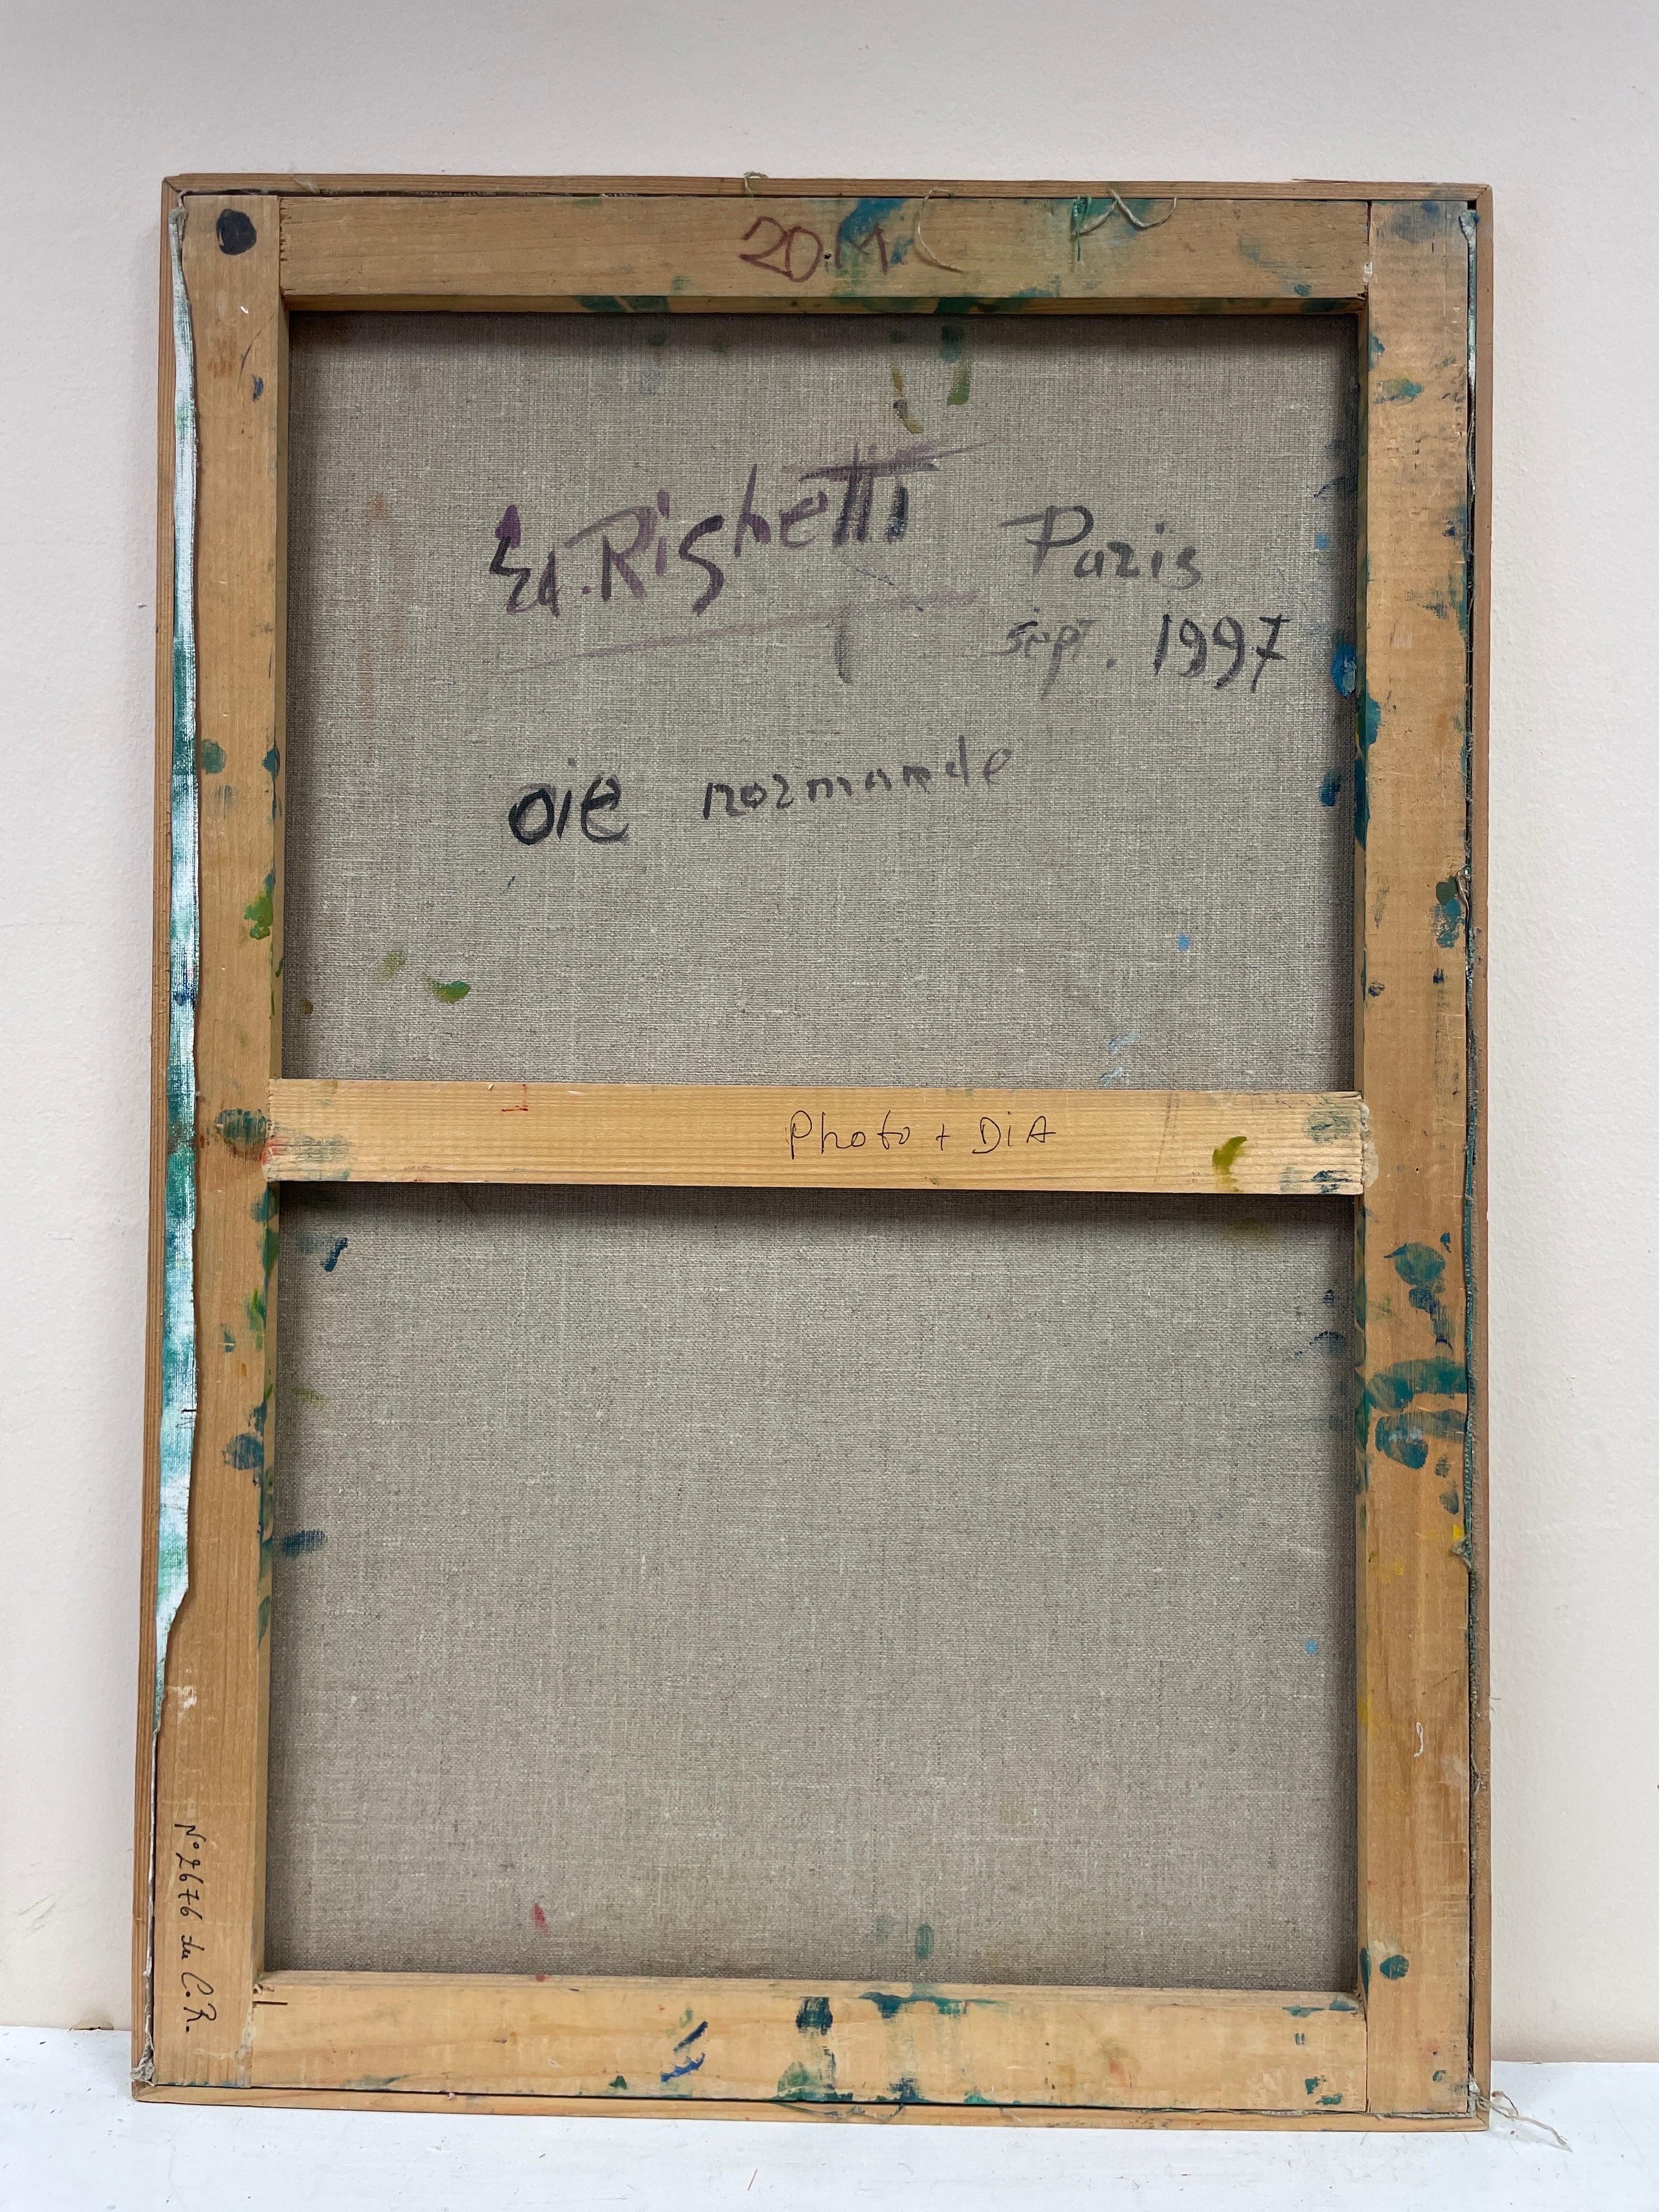 20.M
Ed. Righetti Paris
sept. 1997
oie normande
Photo + DiA
N° 2676 du C.R.